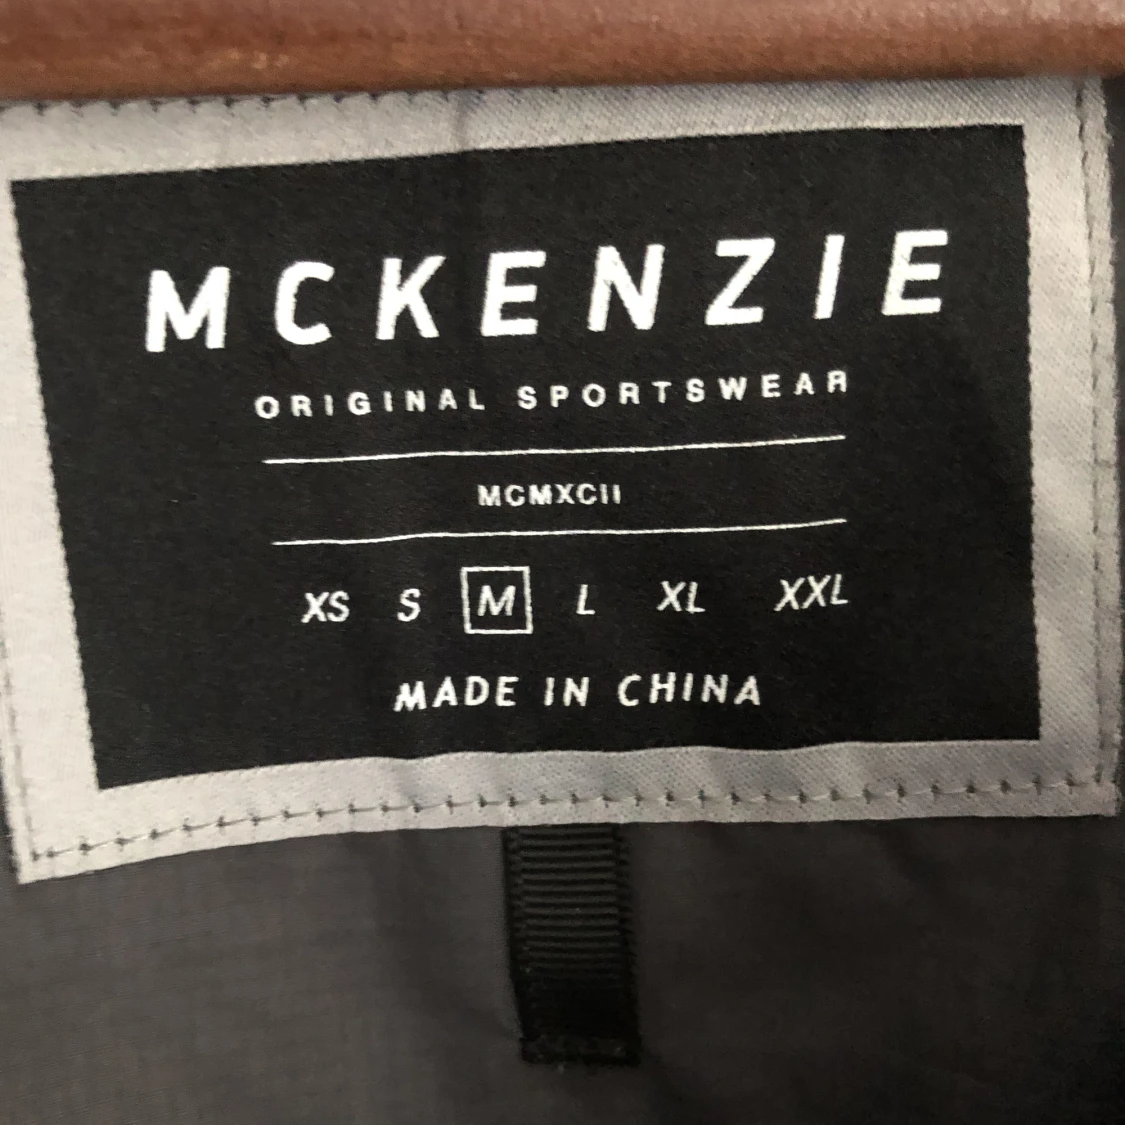 MCKENZIE
ORIGINAL SPORTSWEAR
MCMXCII
XS S M L XL XXL
MADE IN CHINA